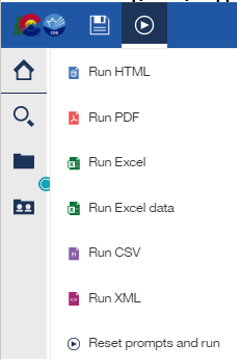 Run HTML
Run PDF
Run Excel
Run Excel data
Run CSV
Run XML
Reset prompts and run